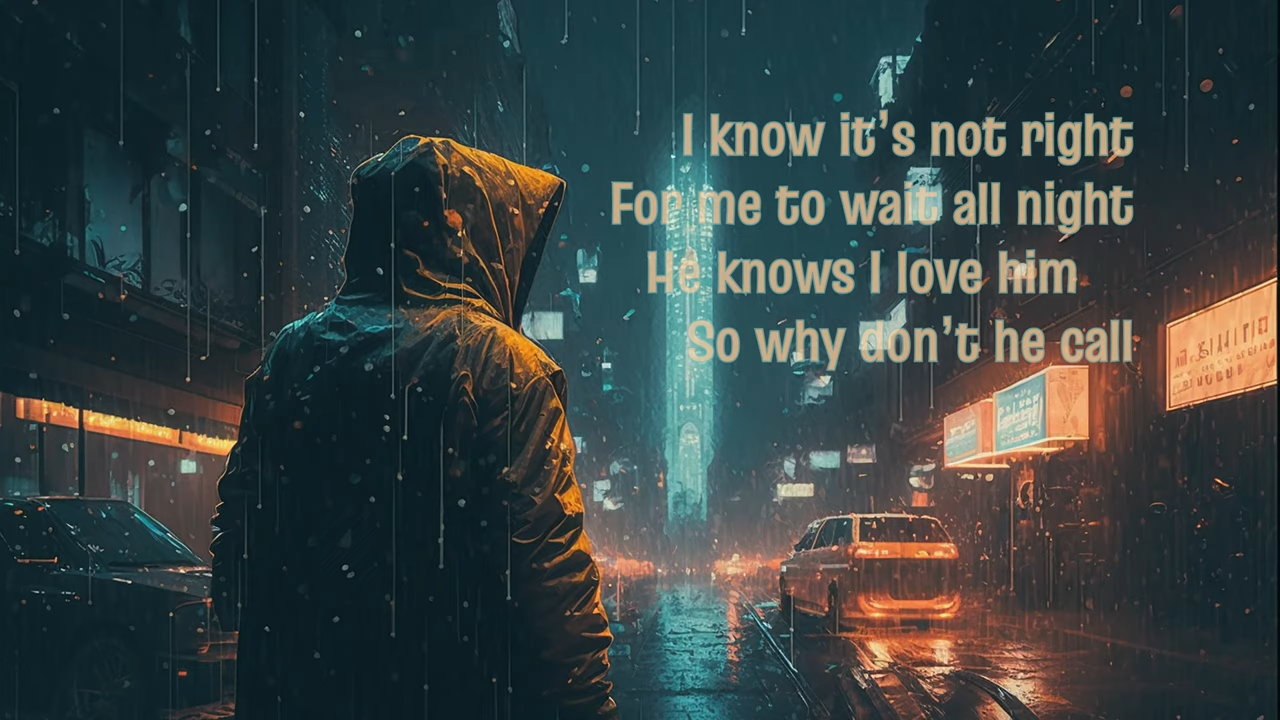 I know it’s not right
For me to wait all night
He knows I love him
So why don’t he call